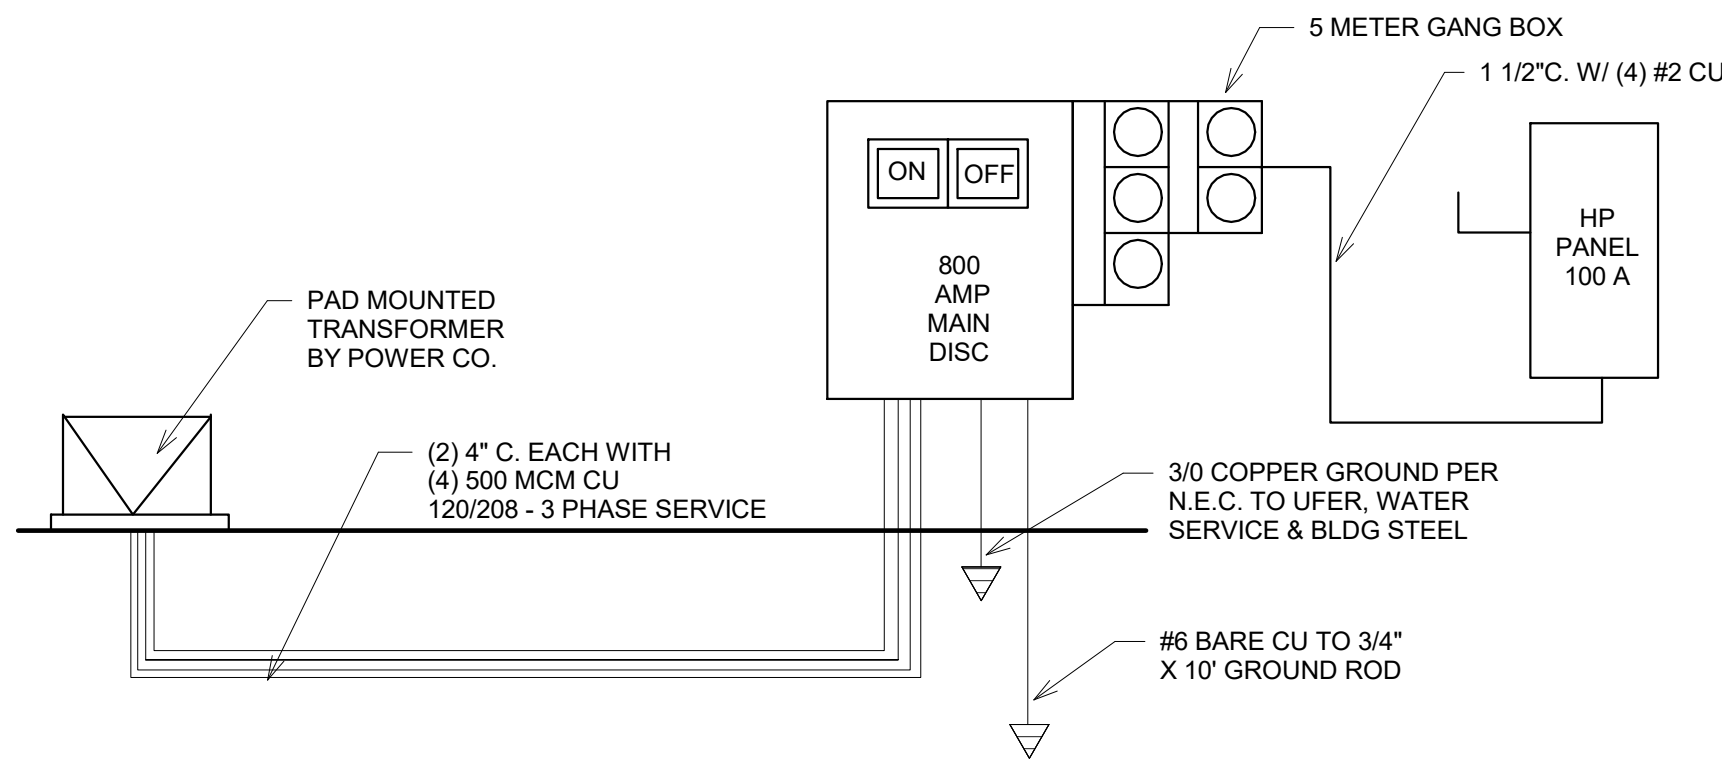 5 METER GANG BOX
1 1/2"C. W/ (4) #2 CU
ON
OFF
HP
PANEL
100 A
800
AMP
MAIN
DISC
PAD MOUNTED
TRANSFORMER
BY POWER CO.
(2) 4" C. EACH WITH
(4) 500 MCM CU
120/208 - 3 PHASE SERVICE
3/0 COPPER GROUND PER
N.E.C. TO UFER, WATER
SERVICE & BLDG STEEL
#6 BARE CU TO 3/4"
X 10' GROUND ROD